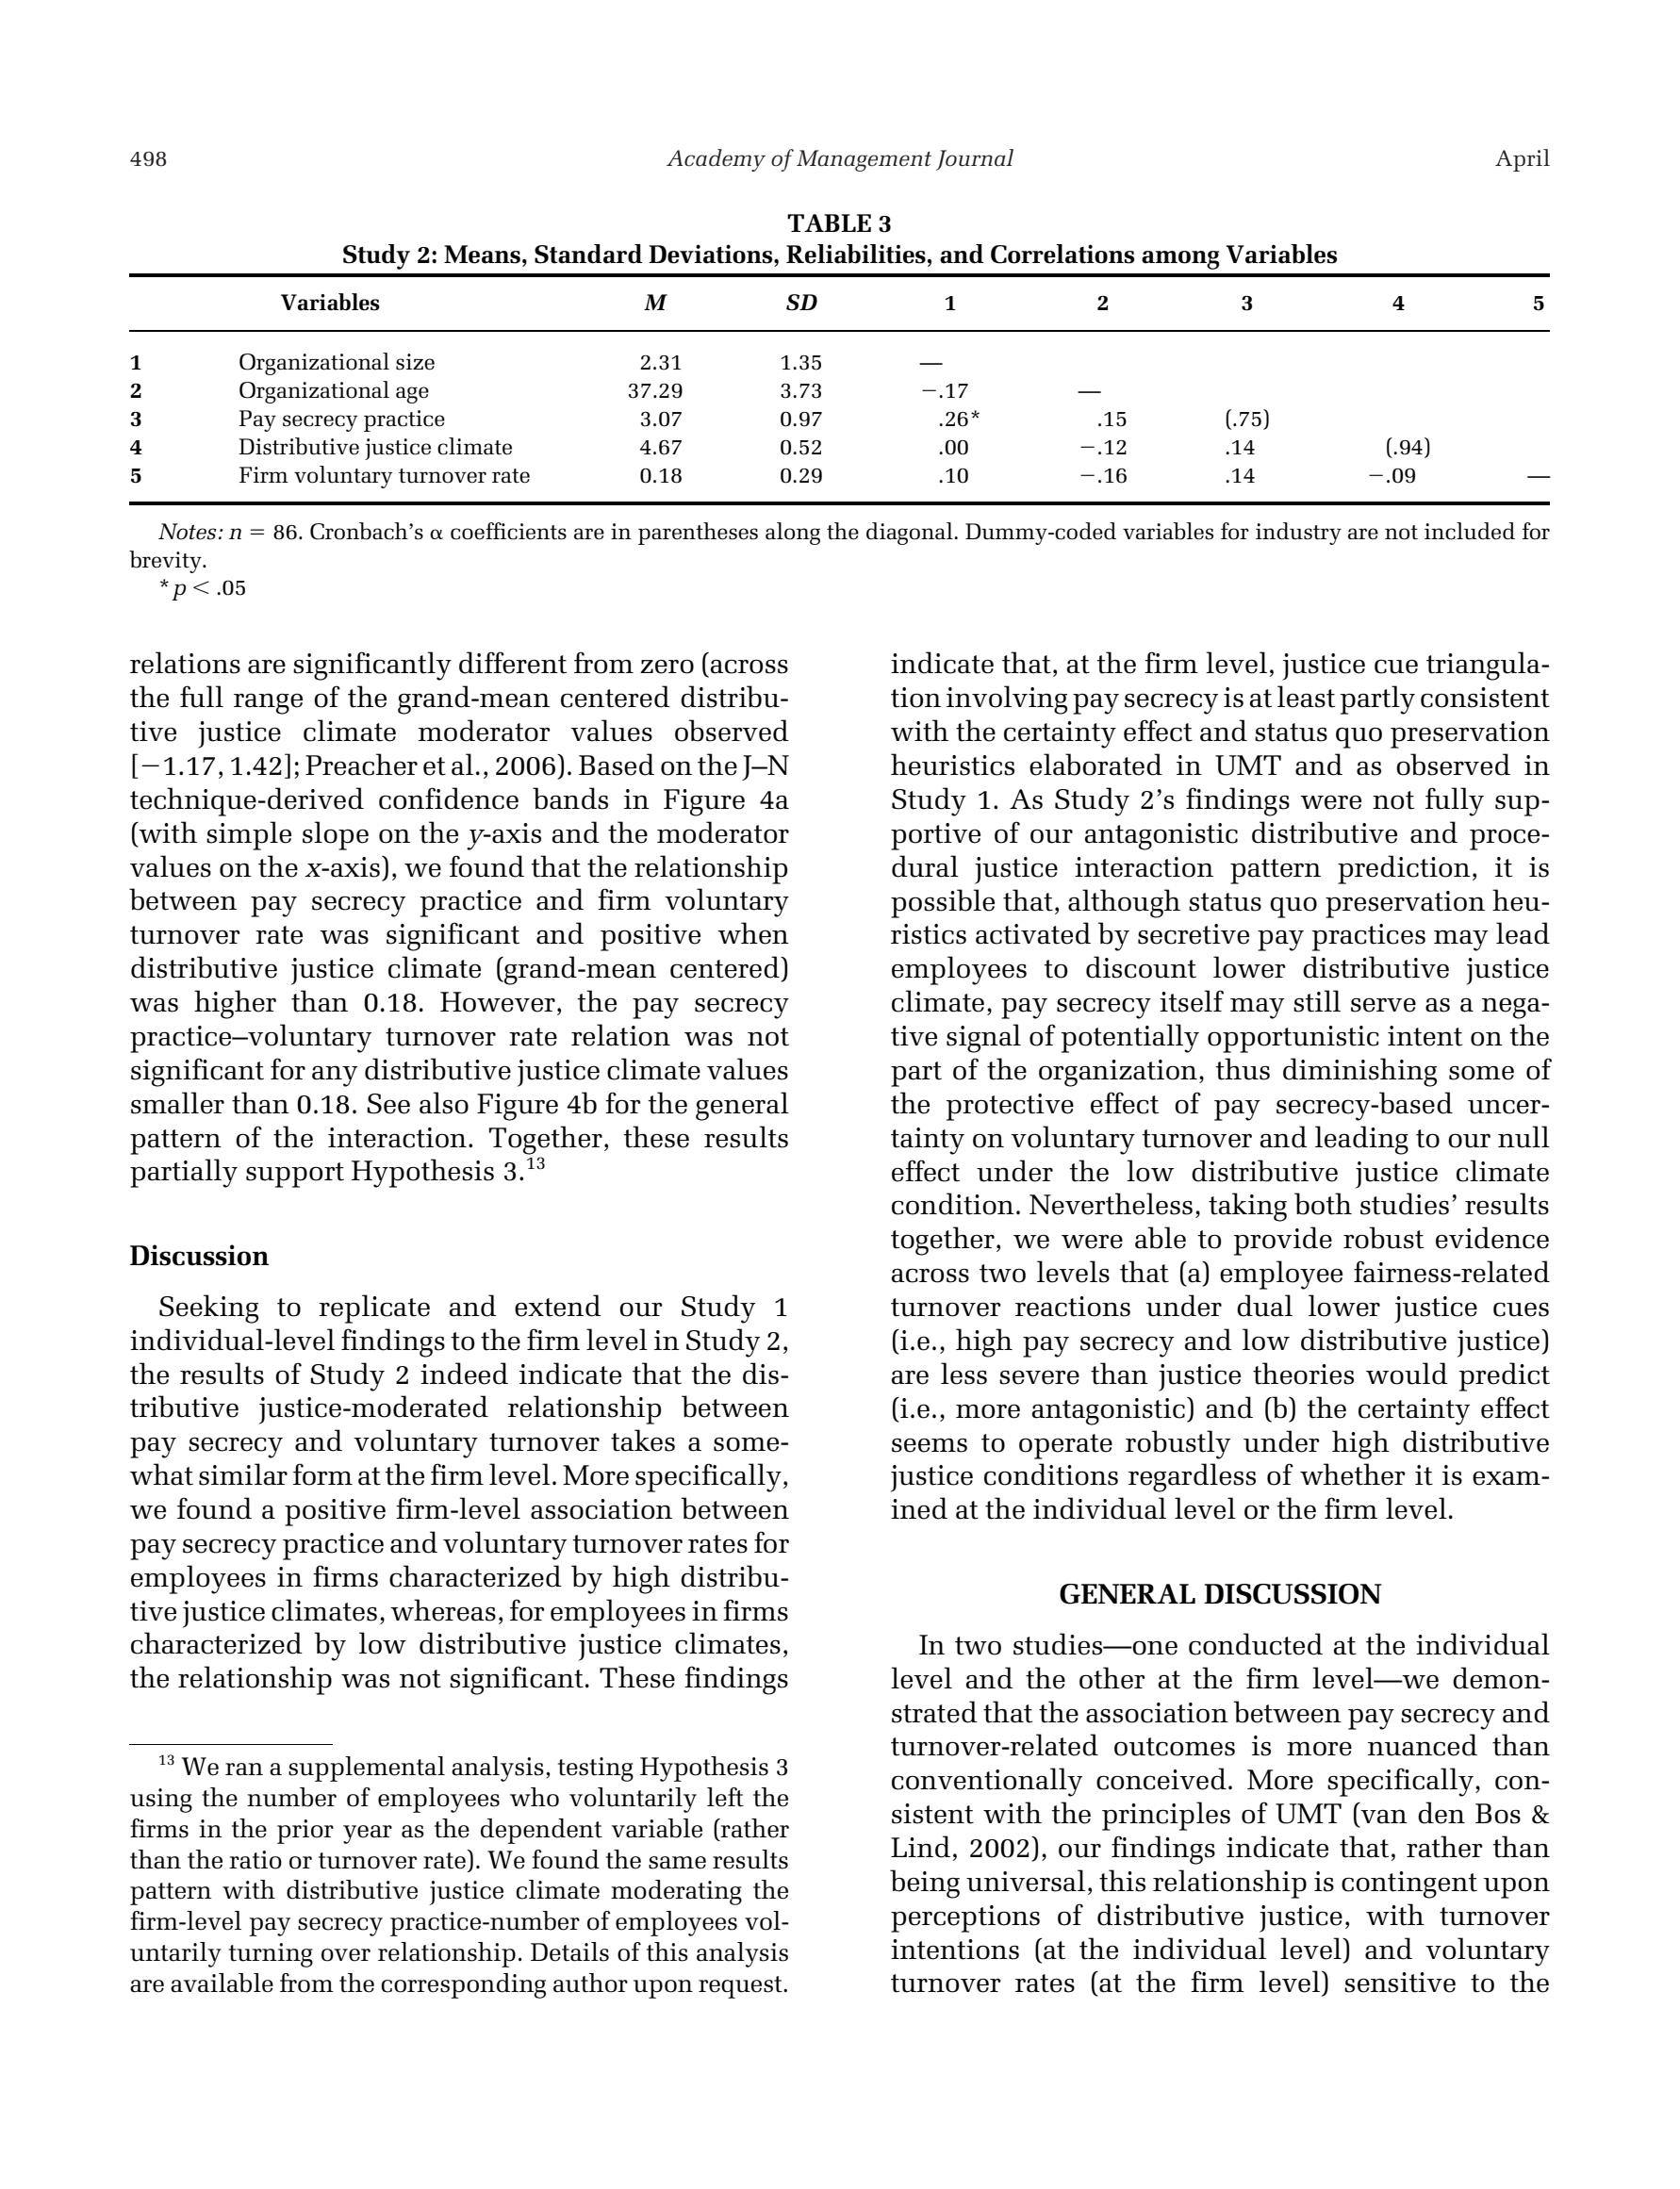 498 Academy of Management Journal April
TABLE 3
Study 2: Means, Standard Deviations, Reliabilities, and Correlations among Variables
Variables M SD 1 2 3 4 5
1 Organizational size 2.31 1.35 —
2 Organizational age 37.29 3.73 −.17 —
3 Pay secrecy practice 3.07 0.97 .26* .15 (.75)
4 Distributive justice climate 4.67 0.52 .00 −.12 .14 (.94)
5 Firm voluntary turnover rate 0.18 0.29 .10 −.16 .14 −.09 —
Notes: n = 86. Cronbach's α coefficients are in parentheses along the diagonal. Dummy-coded variables for industry are not included for
brevity.
* p < .05
relations are significantly different from zero (across
the full range of the grand-mean centered distribu-
tive justice climate moderator values observed
[−1.17, 1.42]; Preacher et al., 2006). Based on the J–N
technique-derived confidence bands in Figure 4a
(with simple slope on the y-axis and the moderator
values on the x-axis), we found that the relationship
between pay secrecy practice and firm voluntary
turnover rate was significant and positive when
distributive justice climate (grand-mean centered)
was higher than 0.18. However, the pay secrecy
practice–voluntary turnover rate relation was not
significant for any distributive justice climate values
smaller than 0.18. See also Figure 4b for the general
pattern of the interaction. Together, these results
partially support Hypothesis 3.13
Discussion
Seeking to replicate and extend our Study 1
individual-level findings to the firm level in Study 2,
the results of Study 2 indeed indicate that the dis-
tributive justice-moderated relationship between
pay secrecy and voluntary turnover takes a some-
what similar form at the firm level. More specifically,
we found a positive firm-level association between
pay secrecy practice and voluntary turnover rates for
employees in firms characterized by high distribu-
tive justice climates, whereas, for employees in firms
characterized by low distributive justice climates,
the relationship was not significant. These findings
13 We ran a supplemental analysis, testing Hypothesis 3
using the number of employees who voluntarily left the
firms in the prior year as the dependent variable (rather
than the ratio or turnover rate). We found the same results
pattern with distributive justice climate moderating the
firm-level pay secrecy practice-number of employees vol-
untarily turning over relationship. Details of this analysis
are available from the corresponding author upon request.
indicate that, at the firm level, justice cue triangula-
tion involving pay secrecy is at least partly consistent
with the certainty effect and status quo preservation
heuristics elaborated in UMT and as observed in
Study 1. As Study 2's findings were not fully sup-
portive of our antagonistic distributive and proce-
dural justice interaction pattern prediction, it is
possible that, although status quo preservation heu-
ristics activated by secretive pay practices may lead
employees to discount lower distributive justice
climate, pay secrecy itself may still serve as a nega-
tive signal of potentially opportunistic intent on the
part of the organization, thus diminishing some of
the protective effect of pay secrecy-based uncer-
tainty on voluntary turnover and leading to our null
effect under the low distributive justice climate
condition. Nevertheless, taking both studies' results
together, we were able to provide robust evidence
across two levels that (a) employee fairness-related
turnover reactions under dual lower justice cues
(i.e., high pay secrecy and low distributive justice)
are less severe than justice theories would predict
(i.e., more antagonistic) and (b) the certainty effect
seems to operate robustly under high distributive
justice conditions regardless of whether it is exam-
ined at the individual level or the firm level.
GENERAL DISCUSSION
In two studies—one conducted at the individual
level and the other at the firm level—we demon-
strated that the association between pay secrecy and
turnover-related outcomes is more nuanced than
conventionally conceived. More specifically, con-
sistent with the principles of UMT (van den Bos &
Lind, 2002), our findings indicate that, rather than
being universal, this relationship is contingent upon
perceptions of distributive justice, with turnover
intentions (at the individual level) and voluntary
turnover rates (at the firm level) sensitive to the